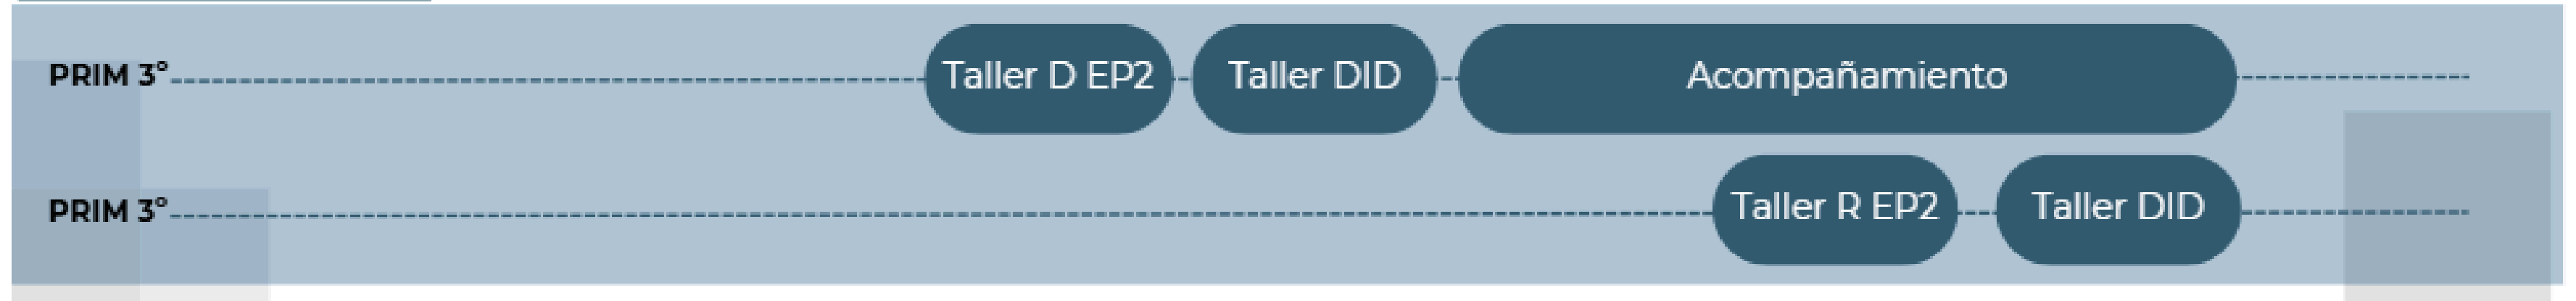 PRIM 3° Taller D EP2 Taller DID Acompañamiento
PRIM 3° Taller R EP2 Taller DID